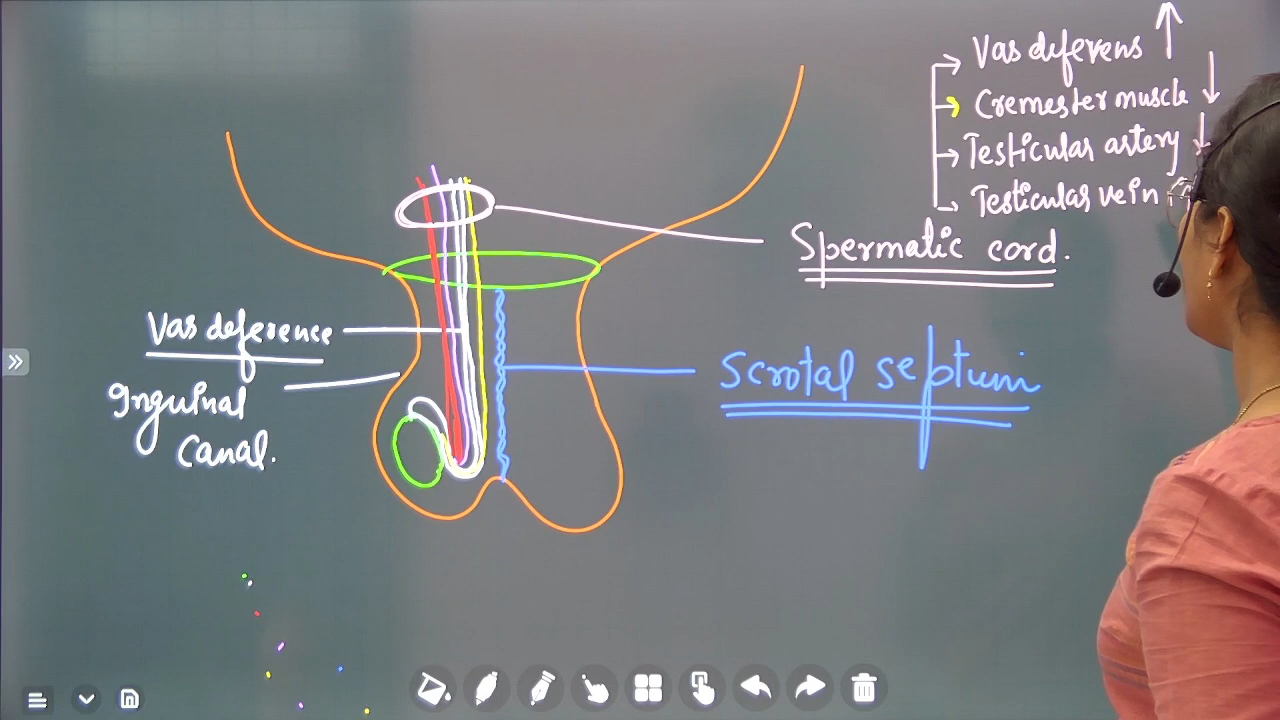 Vas deferens ↑
Cremester muscle ↓
Testicular artery ↓
Testicular vein
Spermatic cord.
Vas deference
Scrotal septum
Inguinal
canal.